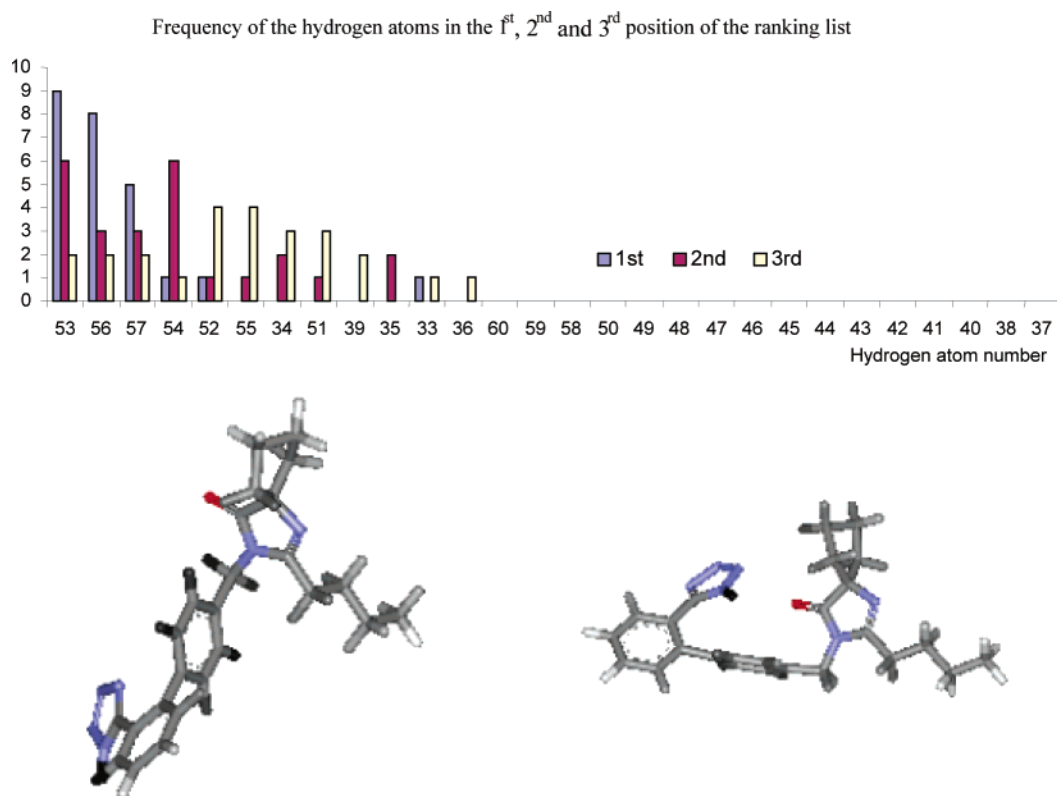 Frequency of the hydrogen atoms in the 1st, 2nd and 3rd position of the ranking list
10
9
8
7
6
5
4
3
2
1
0
1st 2nd 3rd
53 56 57 54 52 55 34 51 39 35 33 36 60 59 58 50 49 48 47 46 45 44 43 42 41 40 38 37
Hydrogen atom number